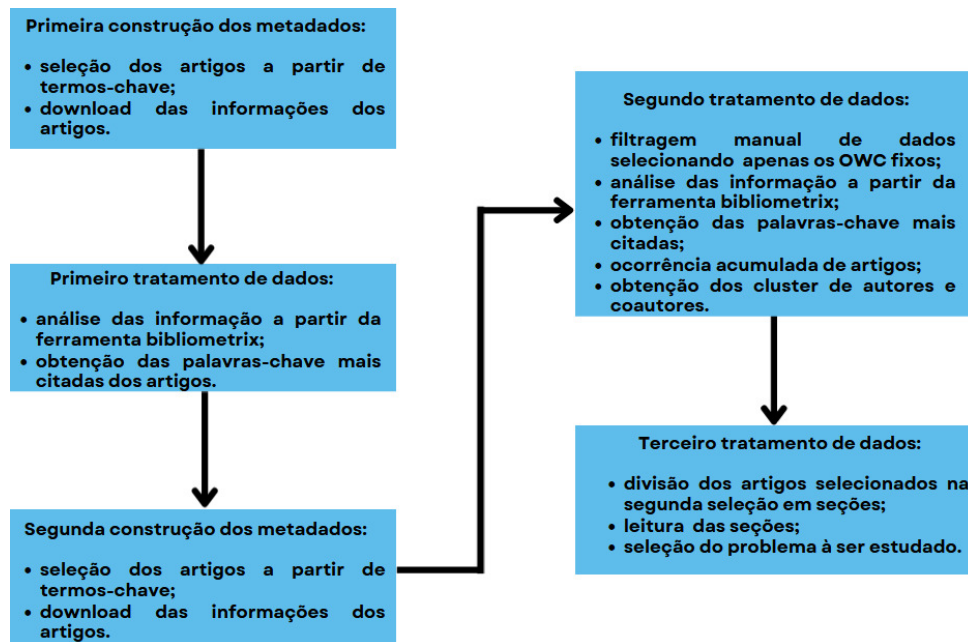 Primeira construção dos metadados:
• seleção dos artigos a partir de
termos-chave;
• download das informações dos
artigos.
Primeiro tratamento de dados:
• análise das informação a partir da
ferramenta bibliometrix;
• obtenção das palavras-chave mais
citadas dos artigos.
Segunda construção dos metadados:
• seleção dos artigos a partir de
termos-chave;
• download das informações dos
artigos.
Segundo tratamento de dados:
• filtragem manual de dados
selecionando apenas os OWC fixos;
• análise das informação a partir da
ferramenta bibliometrix;
• obtenção das palavras-chave mais
citadas;
• ocorrência acumulada de artigos;
• obtenção dos cluster de autores e
coautores.
Terceiro tratamento de dados:
• divisão dos artigos selecionados na
segunda seleção em seções;
• leitura das seções;
• seleção do problema à ser estudado.